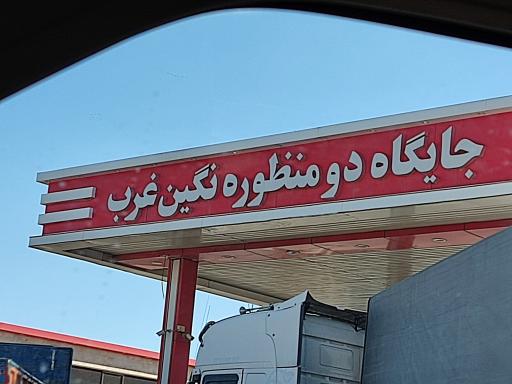 جایگاه دو منظوره نگین غرب